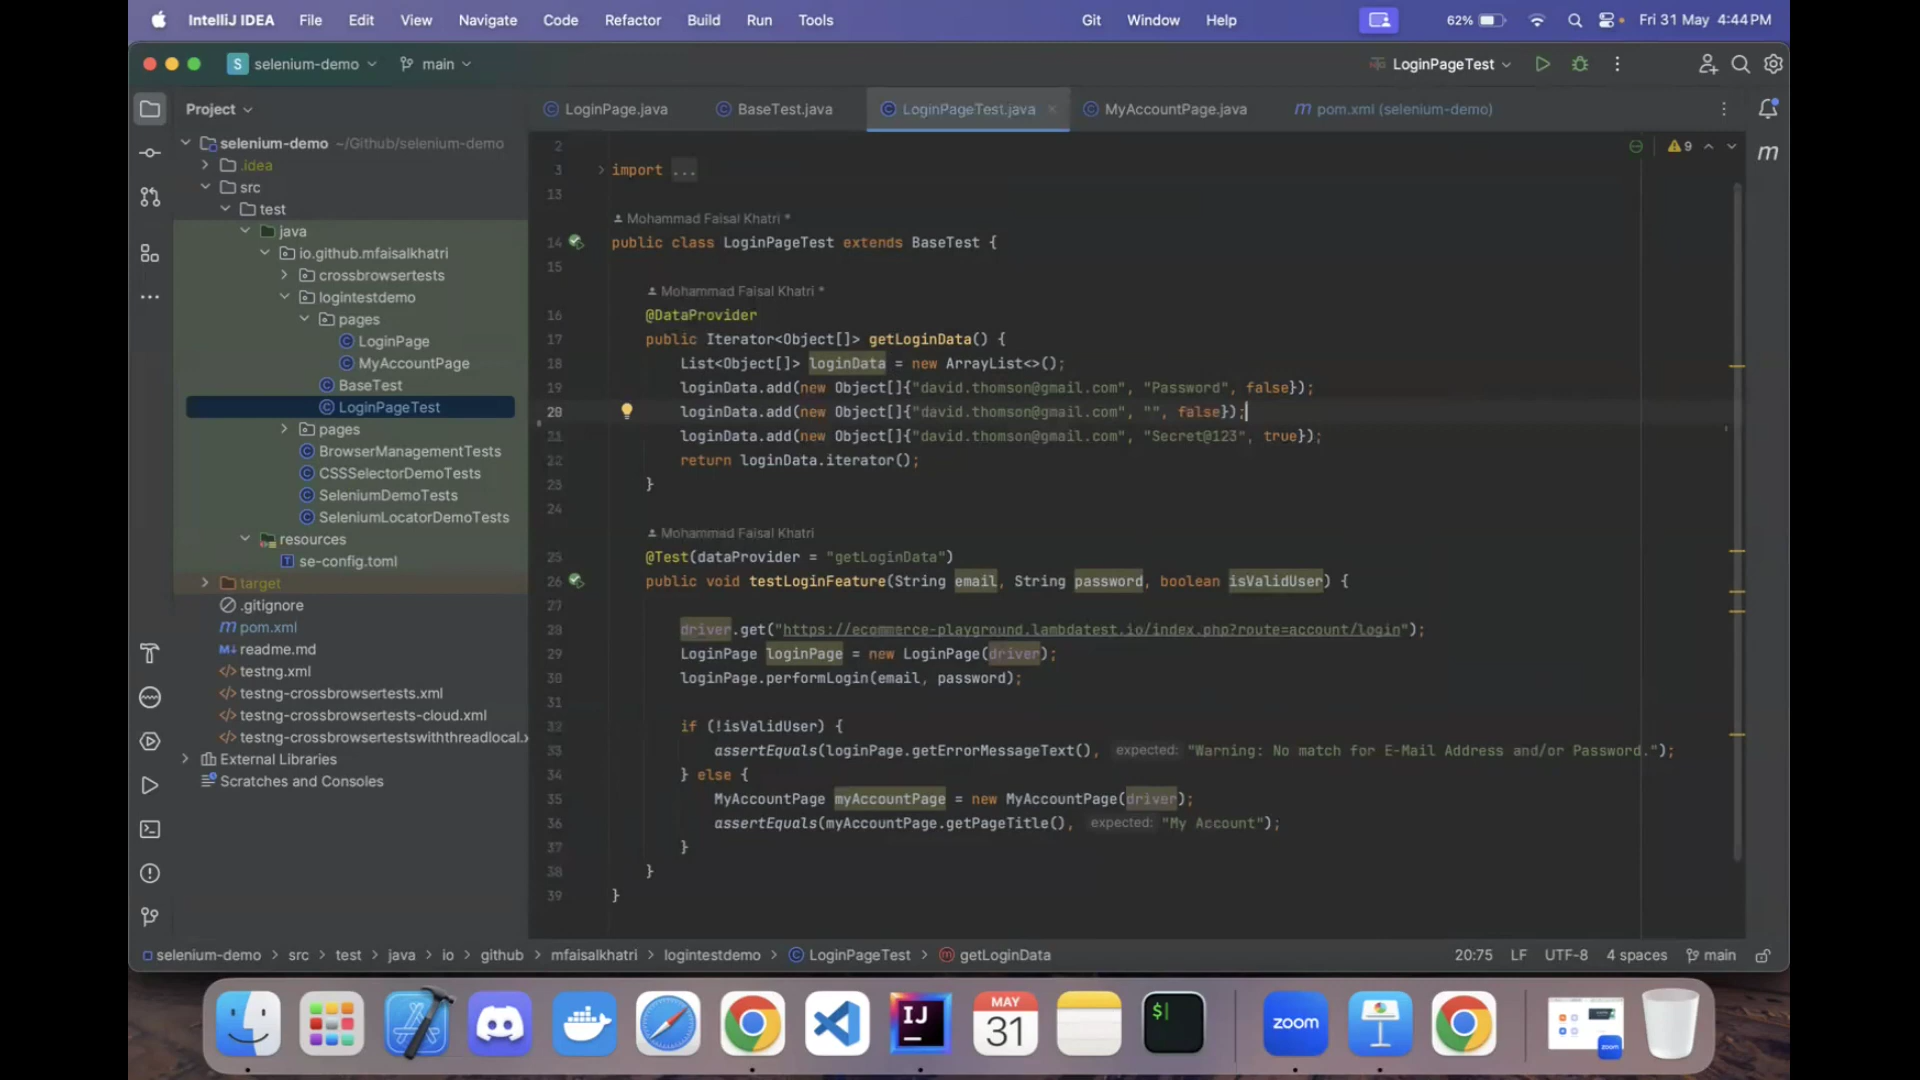 IntelliJ IDEA File Edit View Navigate Code Refactor Build Run Tools Git Window Help 62% Fri 31 May 4:44 PM
S selenium-demo main LoginPageTest
Project LoginPage.java BaseTest.java LoginPageTest.java MyAccountPage.java m pom.xml (selenium-demo)
selenium-demo ~/Github/selenium-demo
.idea
src
test
java
io.github.mfaisalkhatri
crossbrowsertests
logintestdemo
pages
LoginPage
MyAccountPage
BaseTest
LoginPageTest
pages
BrowserManagementTests
CSSSelectorDemoTests
SeleniumDemoTests
SeleniumLocatorDemoTests
resources
se-config.toml
target
.gitignore
m pom.xml
M↓ readme.md
testng.xml
testng-crossbrowsertests.xml
testng-crossbrowsertests-cloud.xml
testng-crossbrowsertestswiththreadlocal.x
External Libraries
Scratches and Consoles
9
m
2
3 import ...
13
Mohammad Faisal Khatri *
14 public class LoginPageTest extends BaseTest {
15
Mohammad Faisal Khatri *
16 @DataProvider
17 public Iterator<Object[]> getLoginData() {
18 List<Object[]> loginData = new ArrayList<>();
19 loginData.add(new Object[]{"david.thomson@gmail.com", "Password", false});
20 loginData.add(new Object[]{"david.thomson@gmail.com", "", false});
21 loginData.add(new Object[]{"david.thomson@gmail.com", "Secret@123", true});
22 return loginData.iterator();
23 }
24
Mohammad Faisal Khatri
25 @Test(dataProvider = "getLoginData")
26 public void testLoginFeature(String email, String password, boolean isValidUser) {
27
28 driver.get("https://ecommerce-playground.lambdatest.io/index.php?route=account/login");
29 LoginPage loginPage = new LoginPage(driver);
30 loginPage.performLogin(email, password);
31
32 if (!isValidUser) {
33 assertEquals(loginPage.getErrorMessageText(), expected: "Warning: No match for E-Mail Address and/or Password.");
34 } else {
35 MyAccountPage myAccountPage = new MyAccountPage(driver);
36 assertEquals(myAccountPage.getPageTitle(), expected: "My Account");
37 }
38 }
39 }
selenium-demo > src > test > java > io > github > mfaisalkhatri > logintestdemo > LoginPageTest > getLoginData 20:75 LF UTF-8 4 spaces main
IJ MAY 31 $ zoom zoom